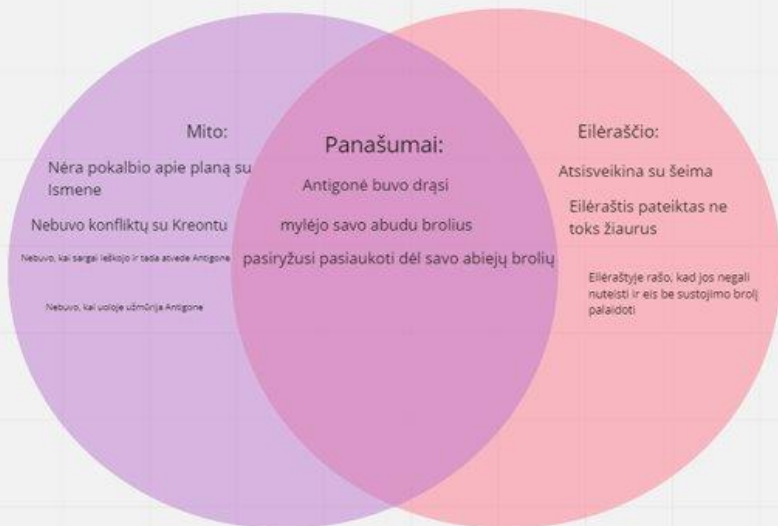 Mito:
Nėra pokalbio apie planą su
Ismene
Nebuvo konfliktų su Kreontu
Nebuvo, kai sargai ieškojo ir tada atvedė Antigonę
Nebuvo, kai uoloje užmūrija Antigonę
Panašumai:
Antigonė buvo drąsi
mylėjo savo abudu brolius
pasiryžusi pasiaukoti dėl savo abiejų brolių
Eilėraščio:
Atsisveikina su šeima
Eilėraštis pateiktas ne
toks žiaurus
Eilėraštyje rašo, kad jos negali
nuteisti ir eis be sustojimo brolį
palaidoti